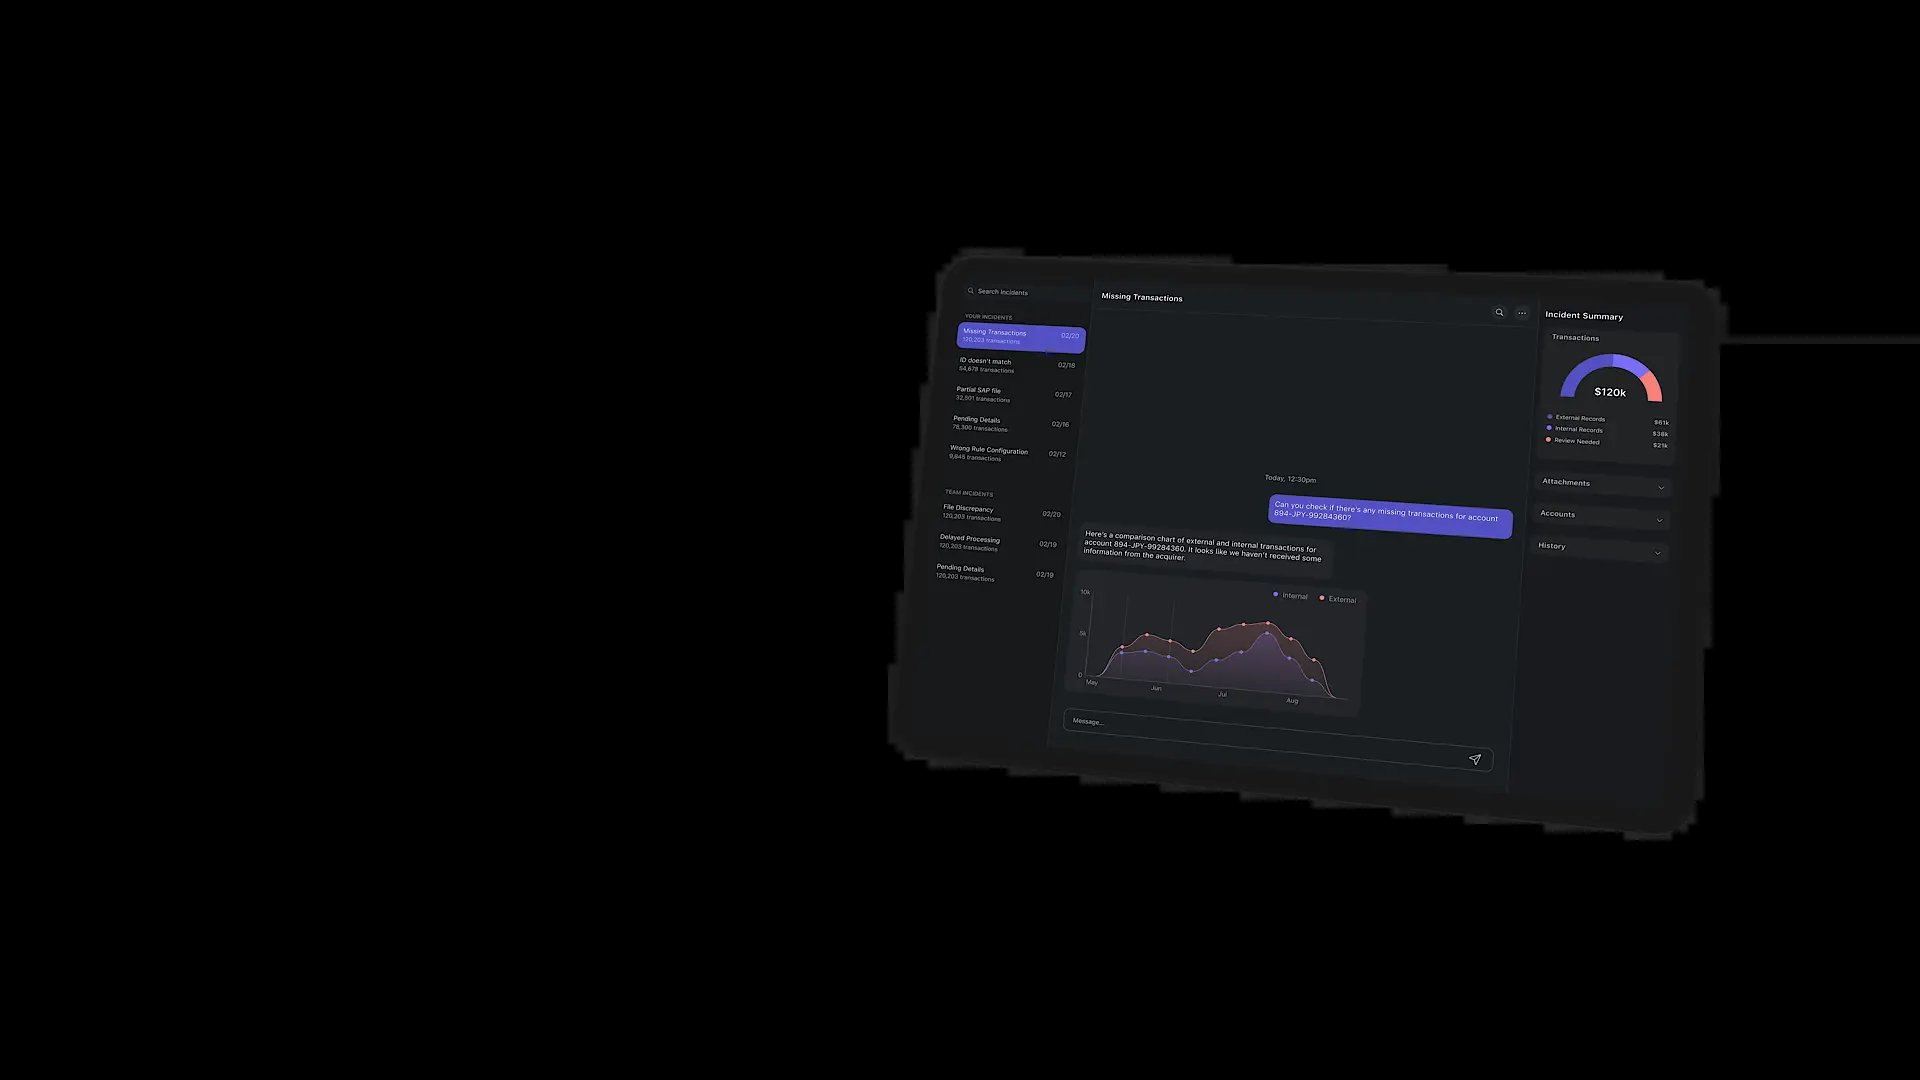 Search Incidents
YOUR INCIDENTS
Missing Transactions 02/20
120,203 transactions
ID doesn't match 02/18
54,678 transactions
Partial SAP file 02/17
32,501 transactions
Pending Details 02/16
78,300 transactions
Wrong Rule Configuration 02/12
9,845 transactions
TEAM INCIDENTS
File Discrepancy 02/20
120,203 transactions
Delayed Processing 02/19
120,203 transactions
Pending Details 02/19
120,203 transactions
Missing Transactions
Today, 12:30pm
Can you check if there's any missing transactions for account
894-JPY-99284360?
Here's a comparison chart of external and internal transactions for
account 894-JPY-99284360. It looks like we haven't received some
information from the acquirer.
Internal External
10k
5k
0
May Jun Jul Aug
Message...
Incident Summary
Transactions
$120k
External Records $61k
Internal Records $38k
Review Needed $21k
Attachments
Accounts
History